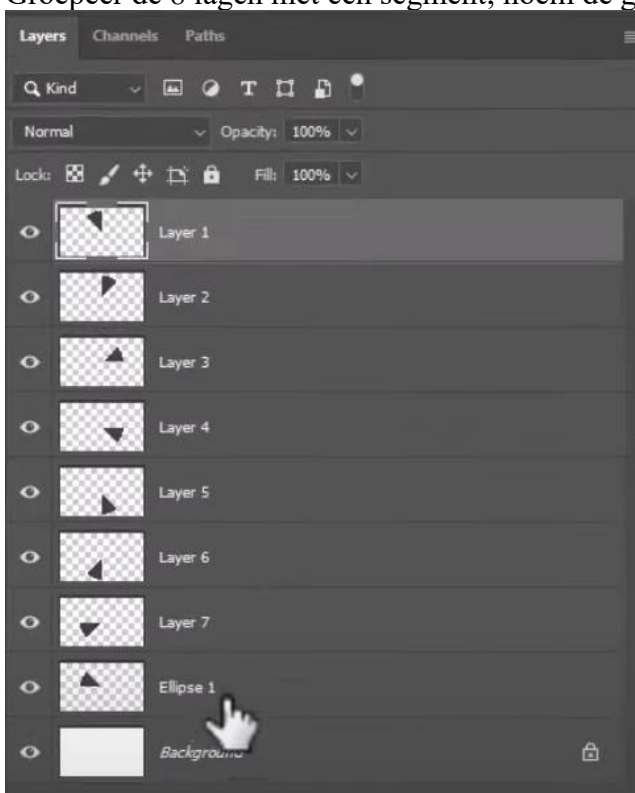 Groepeer de 8 lagen met een segment, noem de g
Layers Channels Paths
Kind T
Normal Opacity: 100%
Lock: Fill: 100%
Layer 1
Layer 2
Layer 3
Layer 4
Layer 5
Layer 6
Layer 7
Ellipse 1
Background